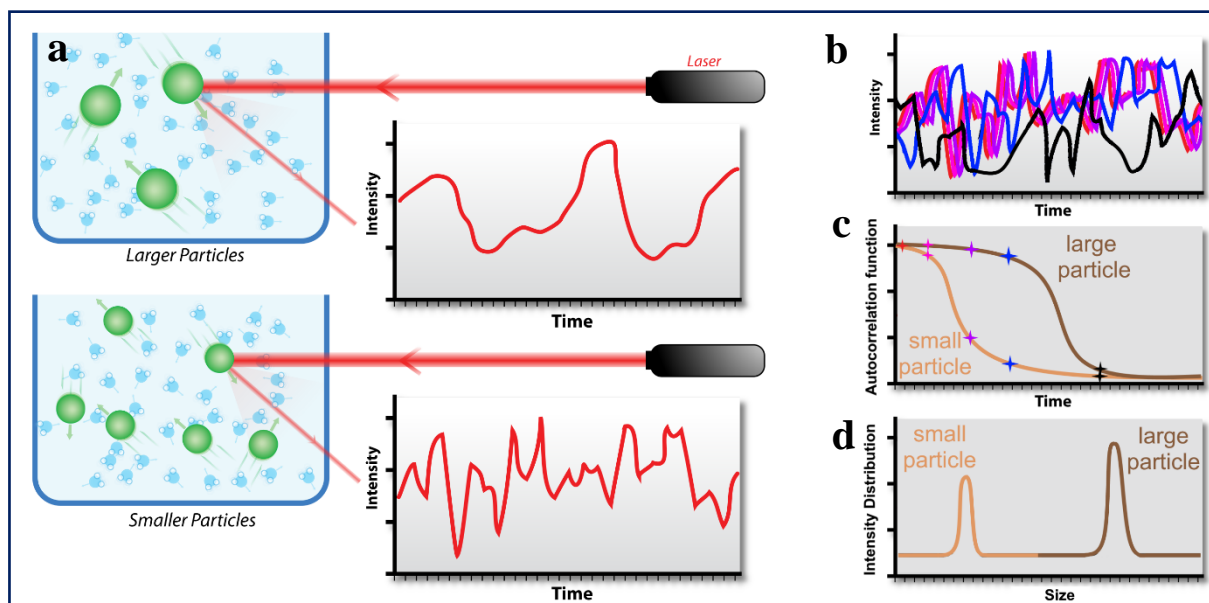 a
Laser
Intensity
Time
Larger Particles
Intensity
Time
Smaller Particles
b
Intensity
Time
c
Autocorrelation function
large
particle
small
particle
Time
d
Intensity Distribution
small
particle
large
particle
Size